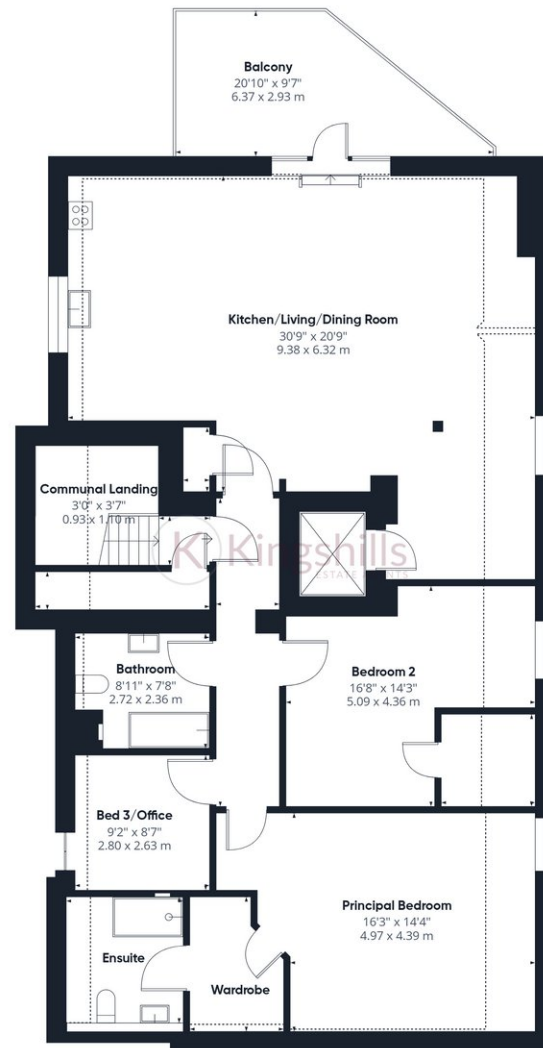 Balcony
20'10" x 9'7"
6.37 x 2.93 m
Kitchen/Living/Dining Room
30'9" x 20'9"
9.38 x 6.32 m
Communal Landing
3'0" x 3'7"
0.93 x 1.10 m
Kingshills
ESTATE AGENTS
Bathroom
8'11" x 7'8"
2.72 x 2.36 m
Bedroom 2
16'8" x 14'3"
5.09 x 4.36 m
Bed 3/Office
9'2" x 8'7"
2.80 x 2.63 m
Principal Bedroom
16'3" x 14'4"
4.97 x 4.39 m
Ensuite
Wardrobe